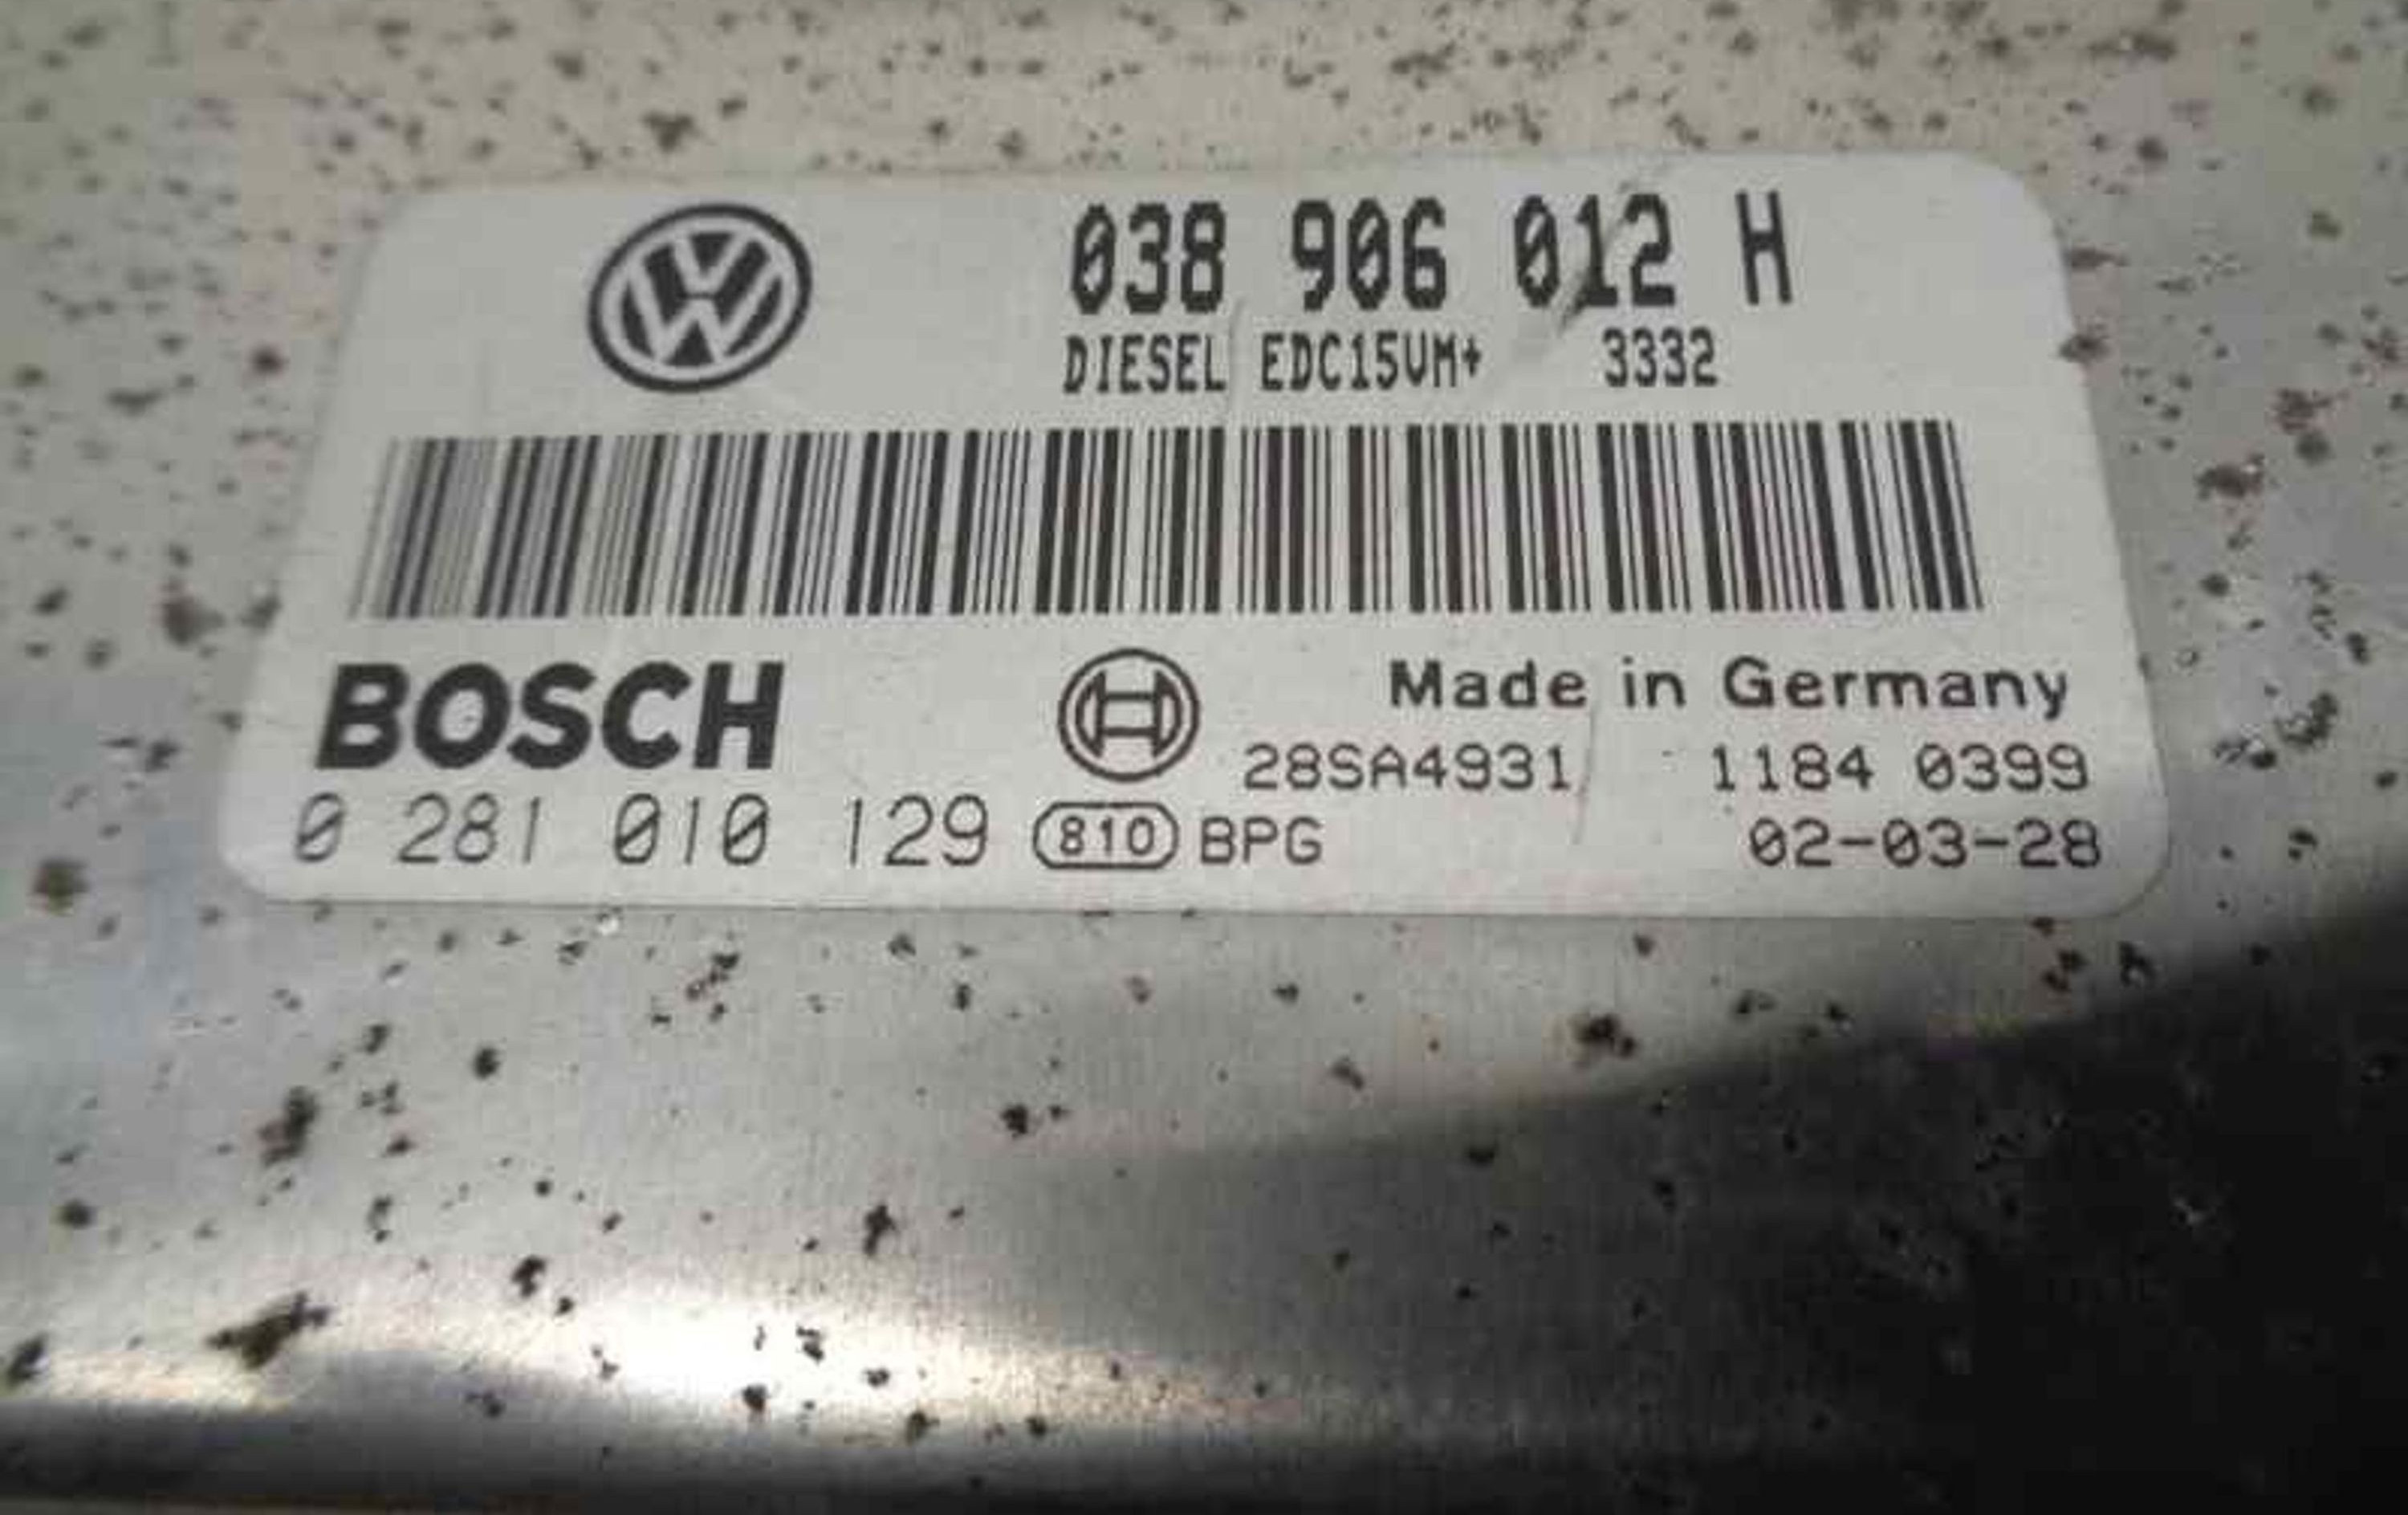 038 906 012 H
DIESEL EDC15VM+ 3332
BOSCH
Made in Germany
28SA4931 1184 0399
0 281 010 129 810 BPG 02-03-28